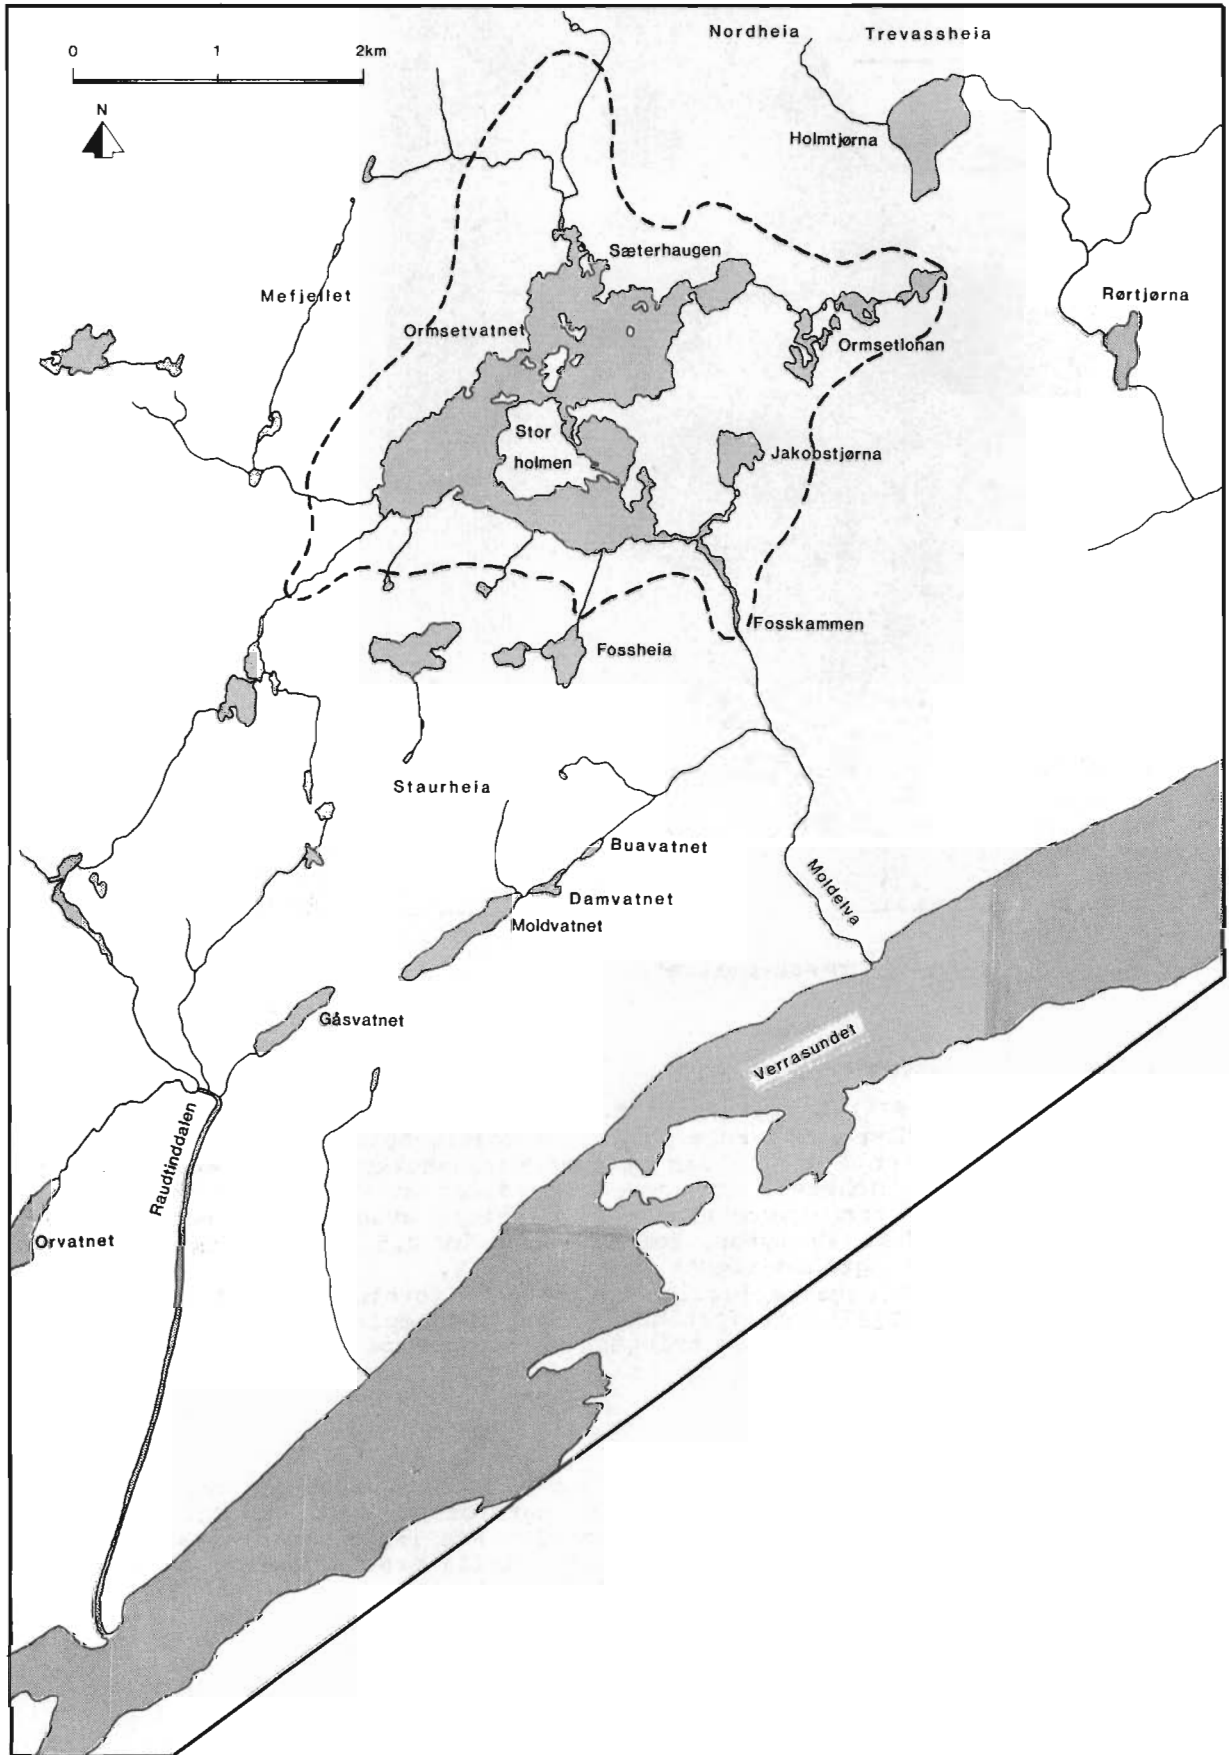 Nordheia Trevassheia
0 1 2km
N
Holmtjørna
Sæterhaugen
Mefjellet
Rørtjørna
Ormsetvatnet
Ormsetlonan
Stor
holmen
Jakobstjørna
Fosskammen
Fossheia
Staurheia
Buavatnet
Damvatnet
Moldvatnet
Moldelva
Gåsvatnet
Verrasundet
Raudtinddalen
Orvatnet